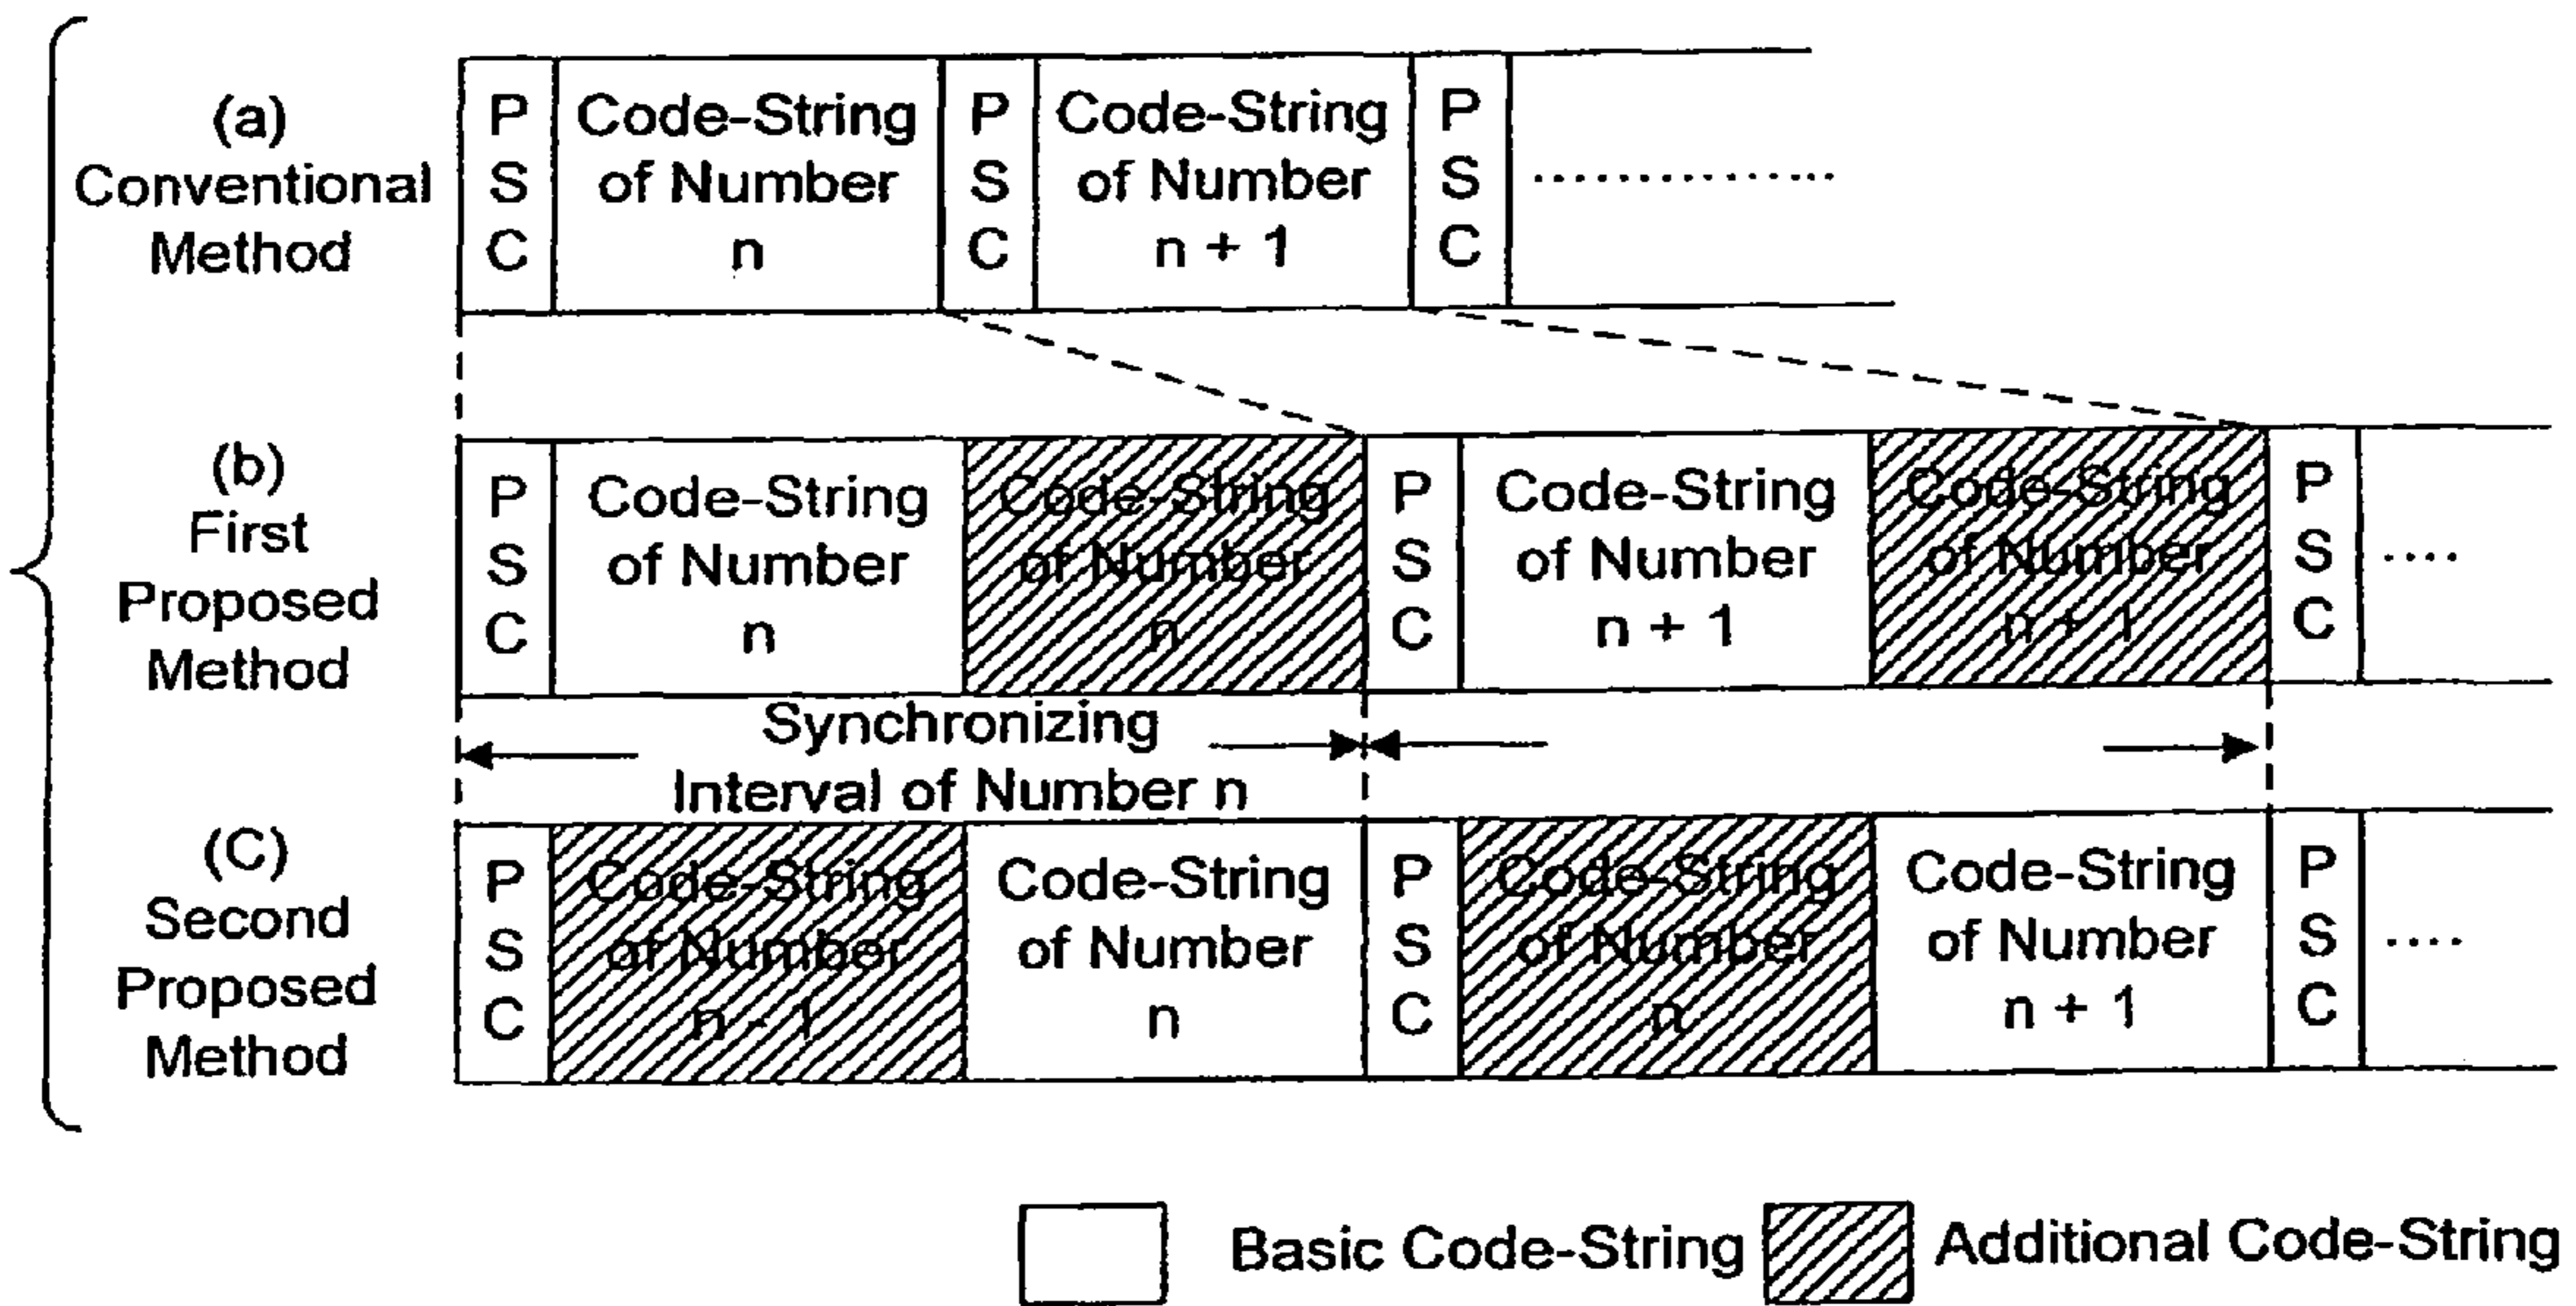 (a)
Conventional
Method
P
S
C
Code-String
of Number
n
P
S
C
Code-String
of Number
n + 1
P
S
C
...............
(b)
First
Proposed
Method
P
S
C
Code-String
of Number
n
Code-String
of Number
n
P
S
C
Code-String
of Number
n + 1
Code-String
of Number
n + 1
P
S
C
....
Synchronizing
Interval of Number n
(C)
Second
Proposed
Method
P
S
C
Code-String
of Number
n - 1
Code-String
of Number
n
P
S
C
Code-String
of Number
n
Code-String
of Number
n + 1
P
S
C
....
Basic Code-String
Additional Code-String